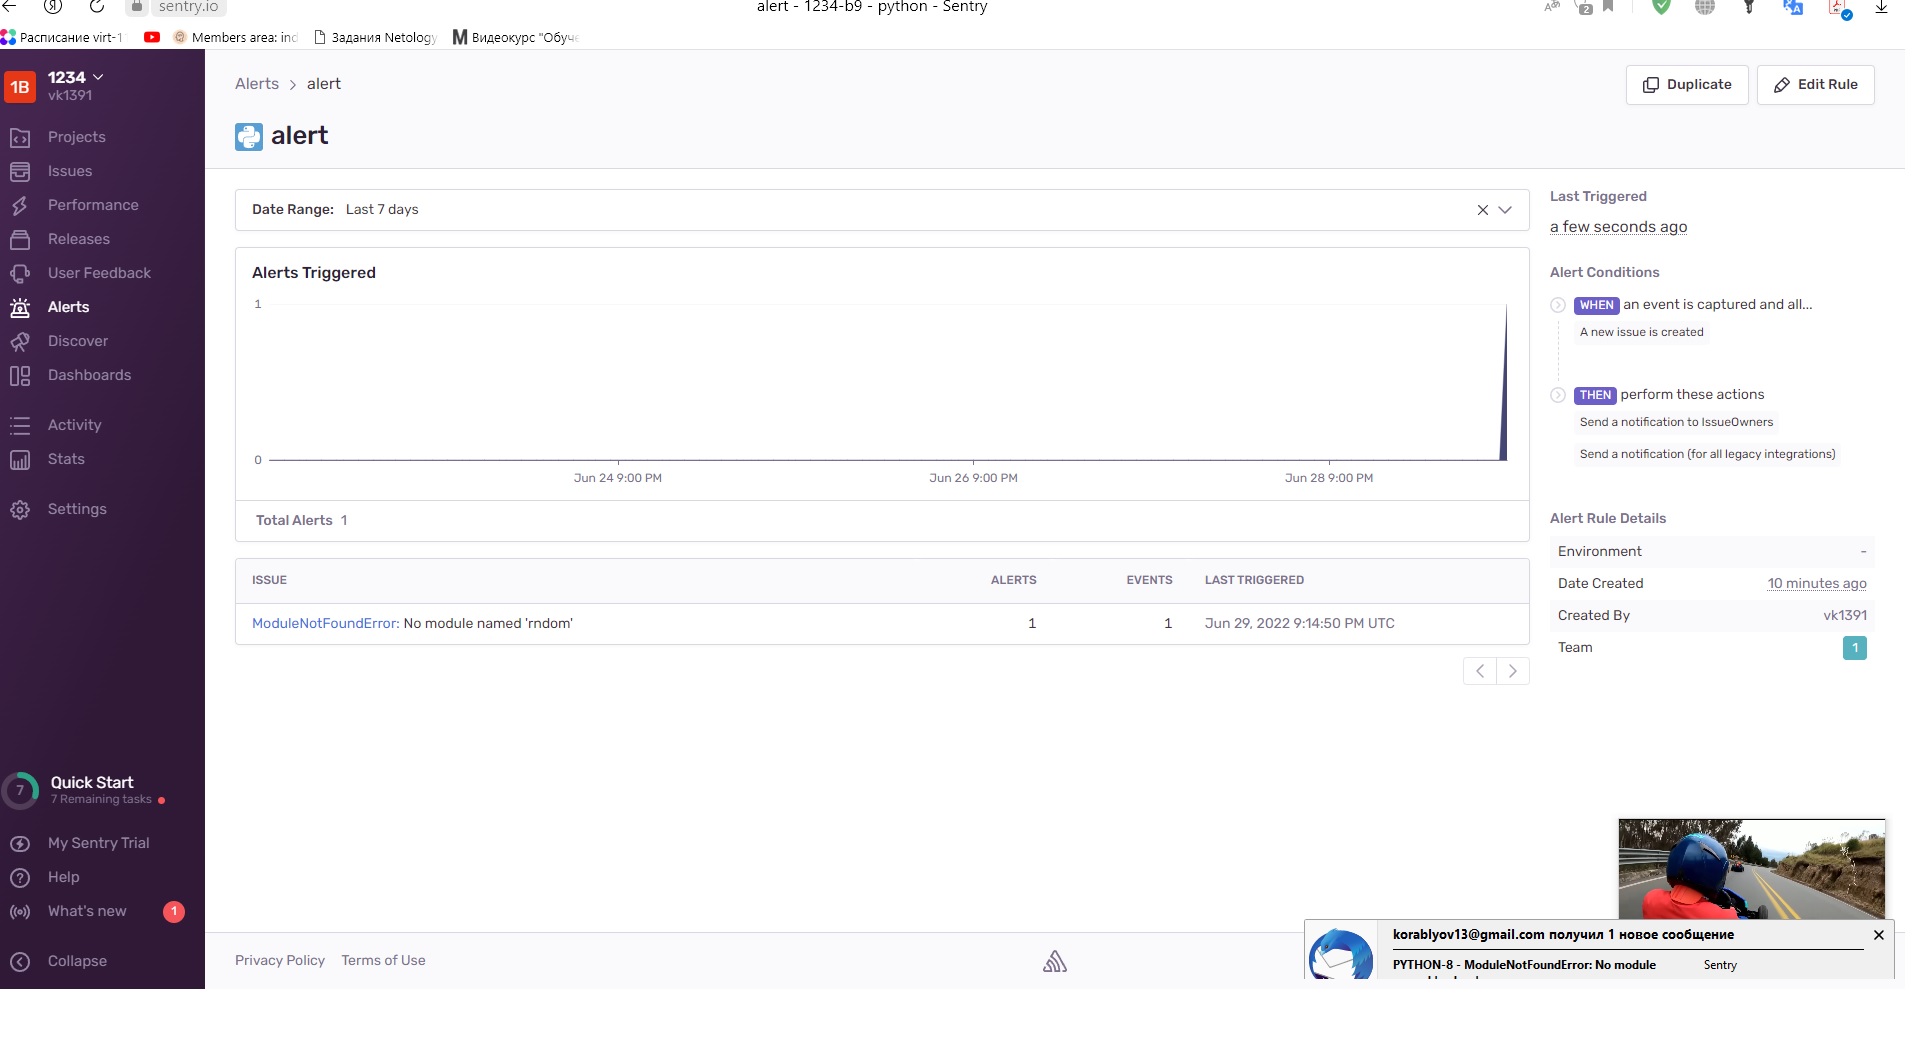 sentry.io
alert - 1234-b9 - python - Sentry
2
Расписание virt-1
Members area: ind
Задания Netology
Видеокурс "Обуче
1B
1234
vk1391
Projects
Issues
Performance
Releases
User Feedback
Alerts
Discover
Dashboards
Activity
Stats
Settings
7
Quick Start
7 Remaining tasks
My Sentry Trial
Help
What's new
1
Collapse
Alerts > alert
Duplicate
Edit Rule
alert
Date Range: Last 7 days
Alerts Triggered
1
0
Jun 24 9:00 PM
Jun 26 9:00 PM
Jun 28 9:00 PM
Total Alerts 1
ISSUE ALERTS EVENTS LAST TRIGGERED
ModuleNotFoundError: No module named 'rndom' 1 1 Jun 29, 2022 9:14:50 PM UTC
Last Triggered
a few seconds ago
Alert Conditions
WHEN an event is captured and all...
A new issue is created
THEN perform these actions
Send a notification to IssueOwners
Send a notification (for all legacy integrations)
Alert Rule Details
Environment -
Date Created 10 minutes ago
Created By vk1391
Team 1
Privacy Policy
Terms of Use
korablyov13@gmail.com получил 1 новое сообщение
PYTHON-8 - ModuleNotFoundError: No module
Sentry